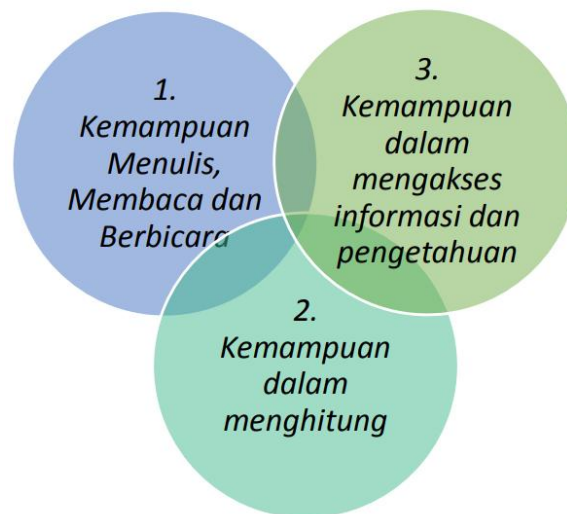 1.
Kemampuan
Menulis,
Membaca dan
Berbicara
3.
Kemampuan
dalam
mengakses
informasi dan
pengetahuan
2.
Kemampuan
dalam
menghitung